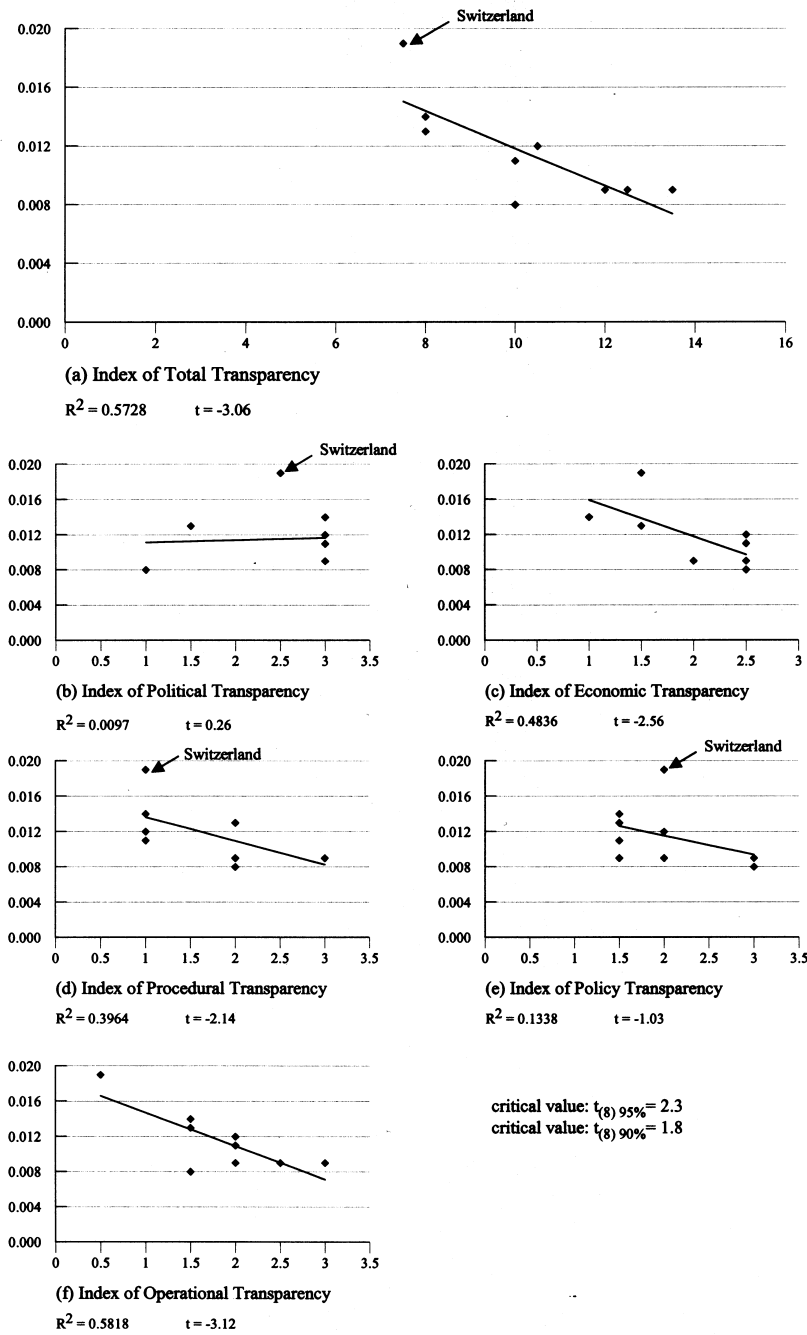 Switzerland
0.020
0.016
0.012
0.008
0.004
0.000
0 2 4 6 8 10 12 14 16
(a) Index of Total Transparency
R² = 0.5728 t = -3.06
Switzerland
0.020
0.016
0.012
0.008
0.004
0.000
0 0.5 1 1.5 2 2.5 3 3.5
(b) Index of Political Transparency
R² = 0.0097 t = 0.26
0.020
0.016
0.012
0.008
0.004
0.000
0 0.5 1 1.5 2 2.5 3
(c) Index of Economic Transparency
R² = 0.4836 t = -2.56
Switzerland
0.020
0.016
0.012
0.008
0.004
0.000
0 0.5 1 1.5 2 2.5 3 3.5
(d) Index of Procedural Transparency
R² = 0.3964 t = -2.14
Switzerland
0.020
0.016
0.012
0.008
0.004
0.000
0 0.5 1 1.5 2 2.5 3 3.5
(e) Index of Policy Transparency
R² = 0.1338 t = -1.03
0.020
0.016
0.012
0.008
0.004
0.000
0 0.5 1 1.5 2 2.5 3 3.5
(f) Index of Operational Transparency
R² = 0.5818 t = -3.12
critical value: t(8) 95% = 2.3
critical value: t(8) 90% = 1.8